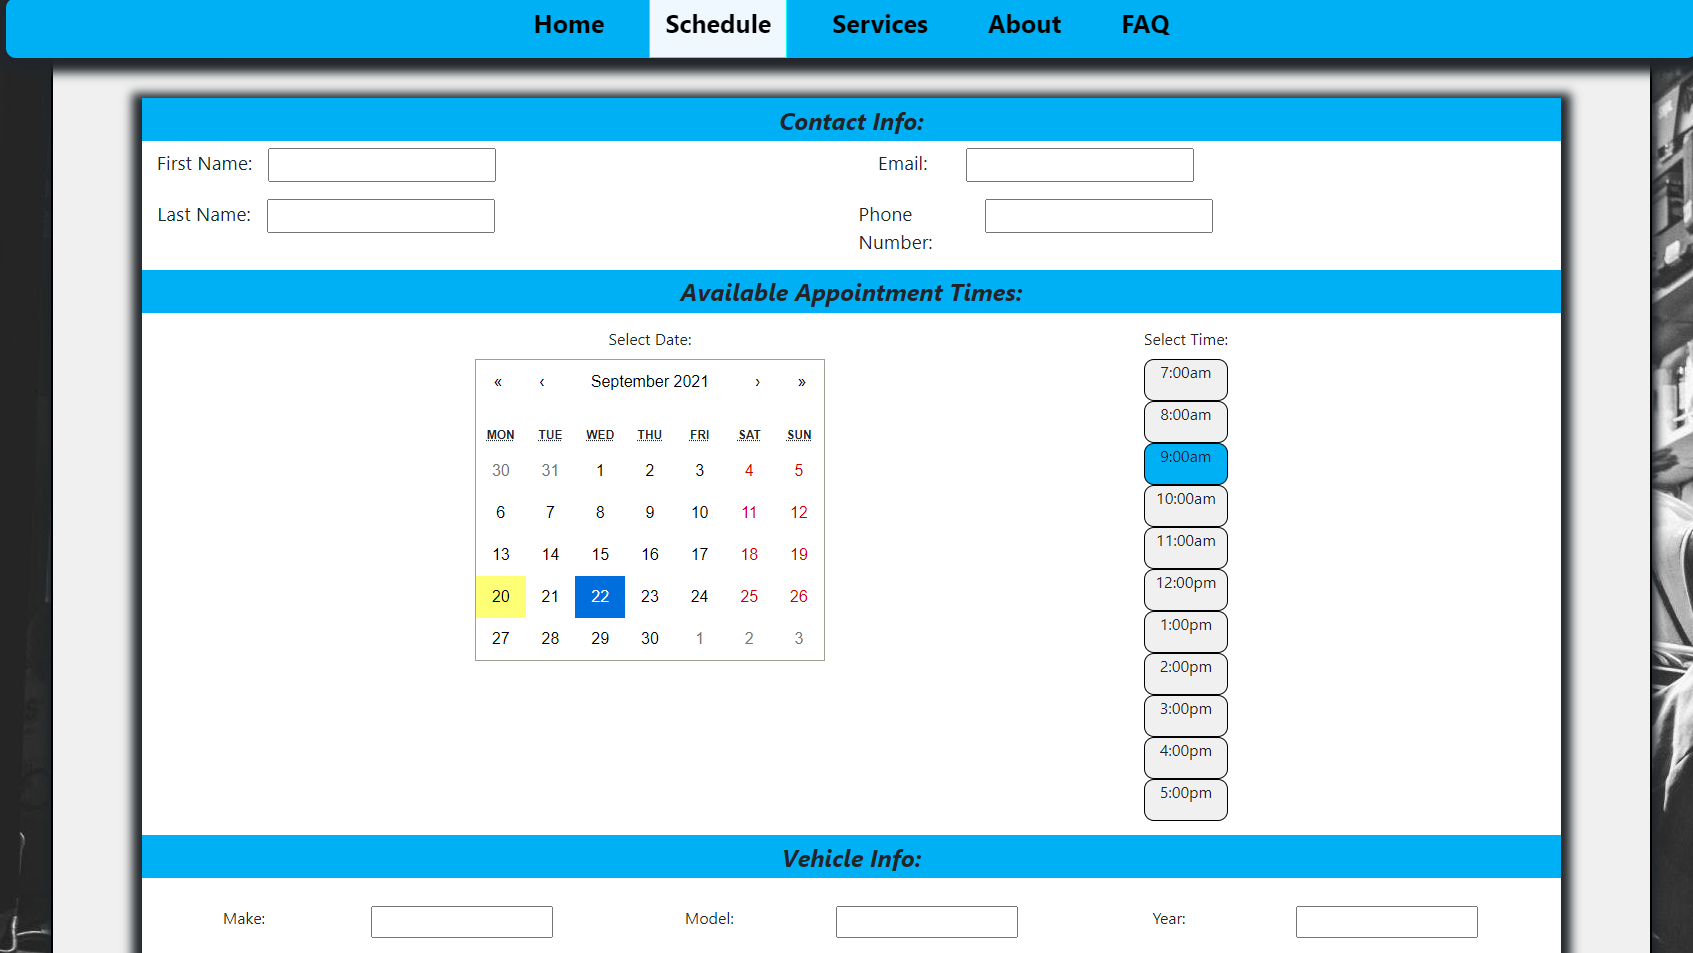 Home Schedule Services About FAQ
Contact Info:
First Name: Email:
Last Name: Phone
Number:
Available Appointment Times:
Select Date: Select Time:
« ‹ September 2021 › »
MON TUE WED THU FRI SAT SUN
30 31 1 2 3 4 5
6 7 8 9 10 11 12
13 14 15 16 17 18 19
20 21 22 23 24 25 26
27 28 29 30 1 2 3
7:00am
8:00am
9:00am
10:00am
11:00am
12:00pm
1:00pm
2:00pm
3:00pm
4:00pm
5:00pm
Vehicle Info:
Make: Model: Year: